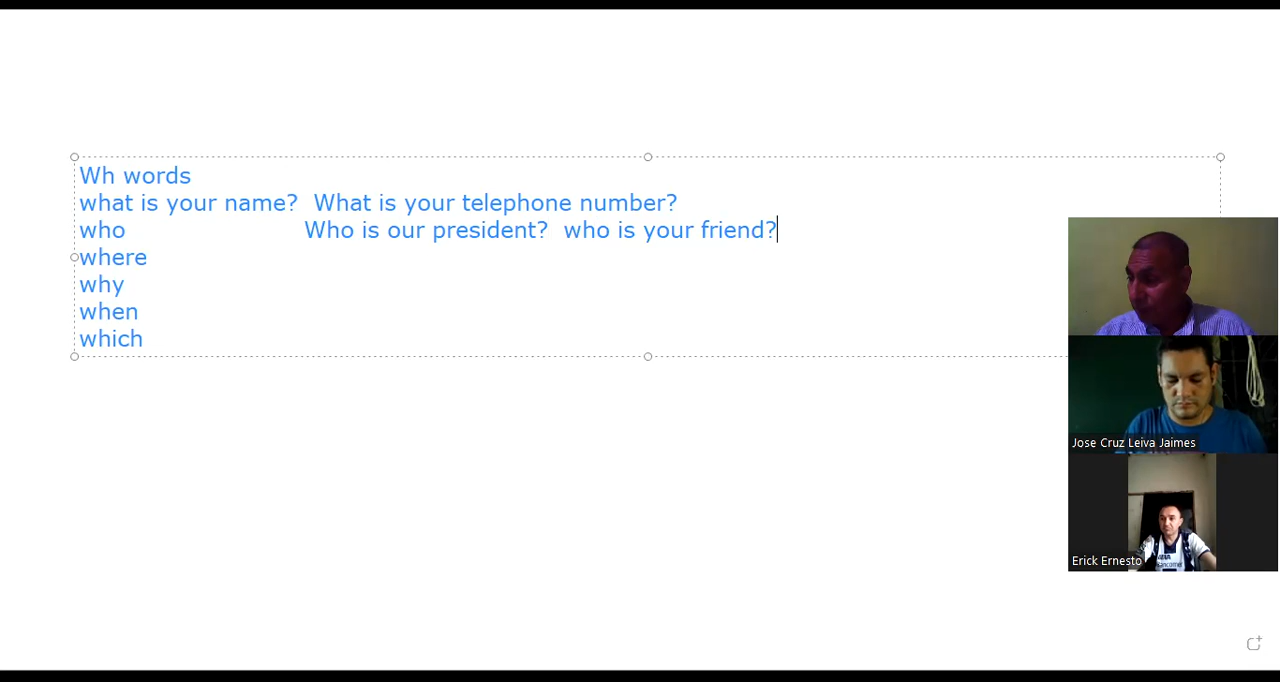 Wh words
what is your name?  What is your telephone number?
who Who is our president?  who is your friend?
where
why
when
which
Jose Cruz Leiva Jaimes
Erick Ernesto